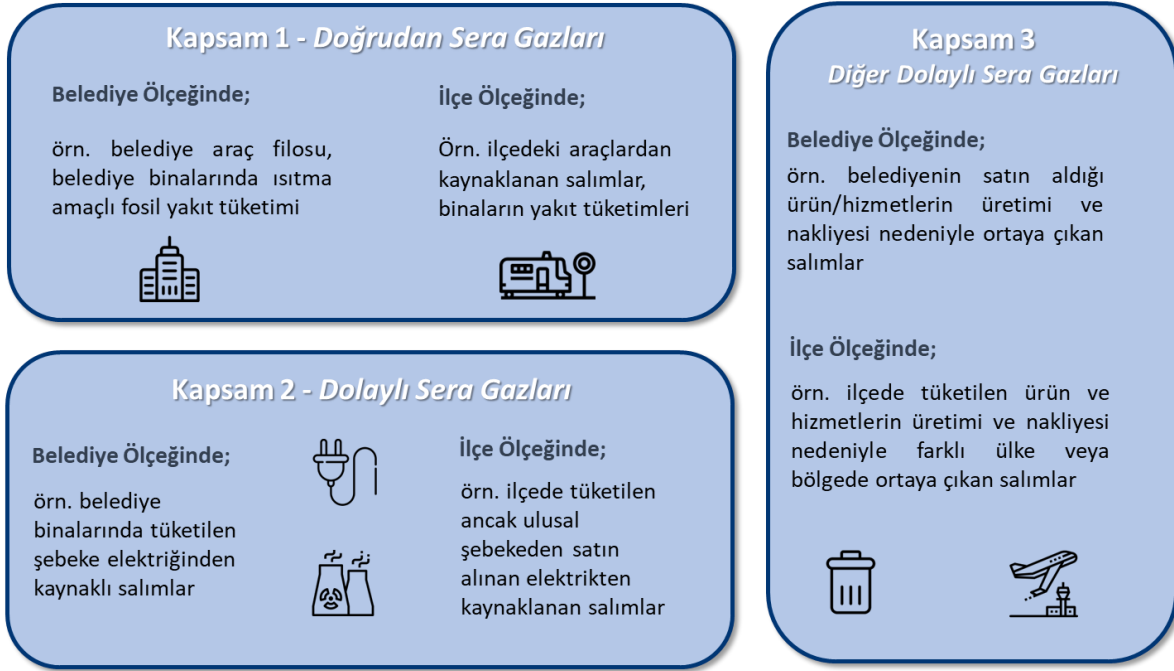 Kapsam 1 - Doğrudan Sera Gazları
Belediye Ölçeğinde;
örn. belediye araç filosu,
belediye binalarında ısıtma
amaçlı fosil yakıt tüketimi
İlçe Ölçeğinde;
Örn. ilçedeki araçlardan
kaynaklanan salımlar,
binaların yakıt tüketimleri
Kapsam 2 - Dolaylı Sera Gazları
Belediye Ölçeğinde;
örn. belediye
binalarında tüketilen
şebeke elektriğinden
kaynaklı salımlar
İlçe Ölçeğinde;
örn. ilçede tüketilen
ancak ulusal
şebekeden satın
alınan elektrikten
kaynaklanan salımlar
Kapsam 3
Diğer Dolaylı Sera Gazları
Belediye Ölçeğinde;
örn. belediyenin satın aldığı
ürün/hizmetlerin üretimi ve
nakliyesi nedeniyle ortaya çıkan
salımlar
İlçe Ölçeğinde;
örn. ilçede tüketilen ürün ve
hizmetlerin üretimi ve nakliyesi
nedeniyle farklı ülke veya
bölgede ortaya çıkan salımlar